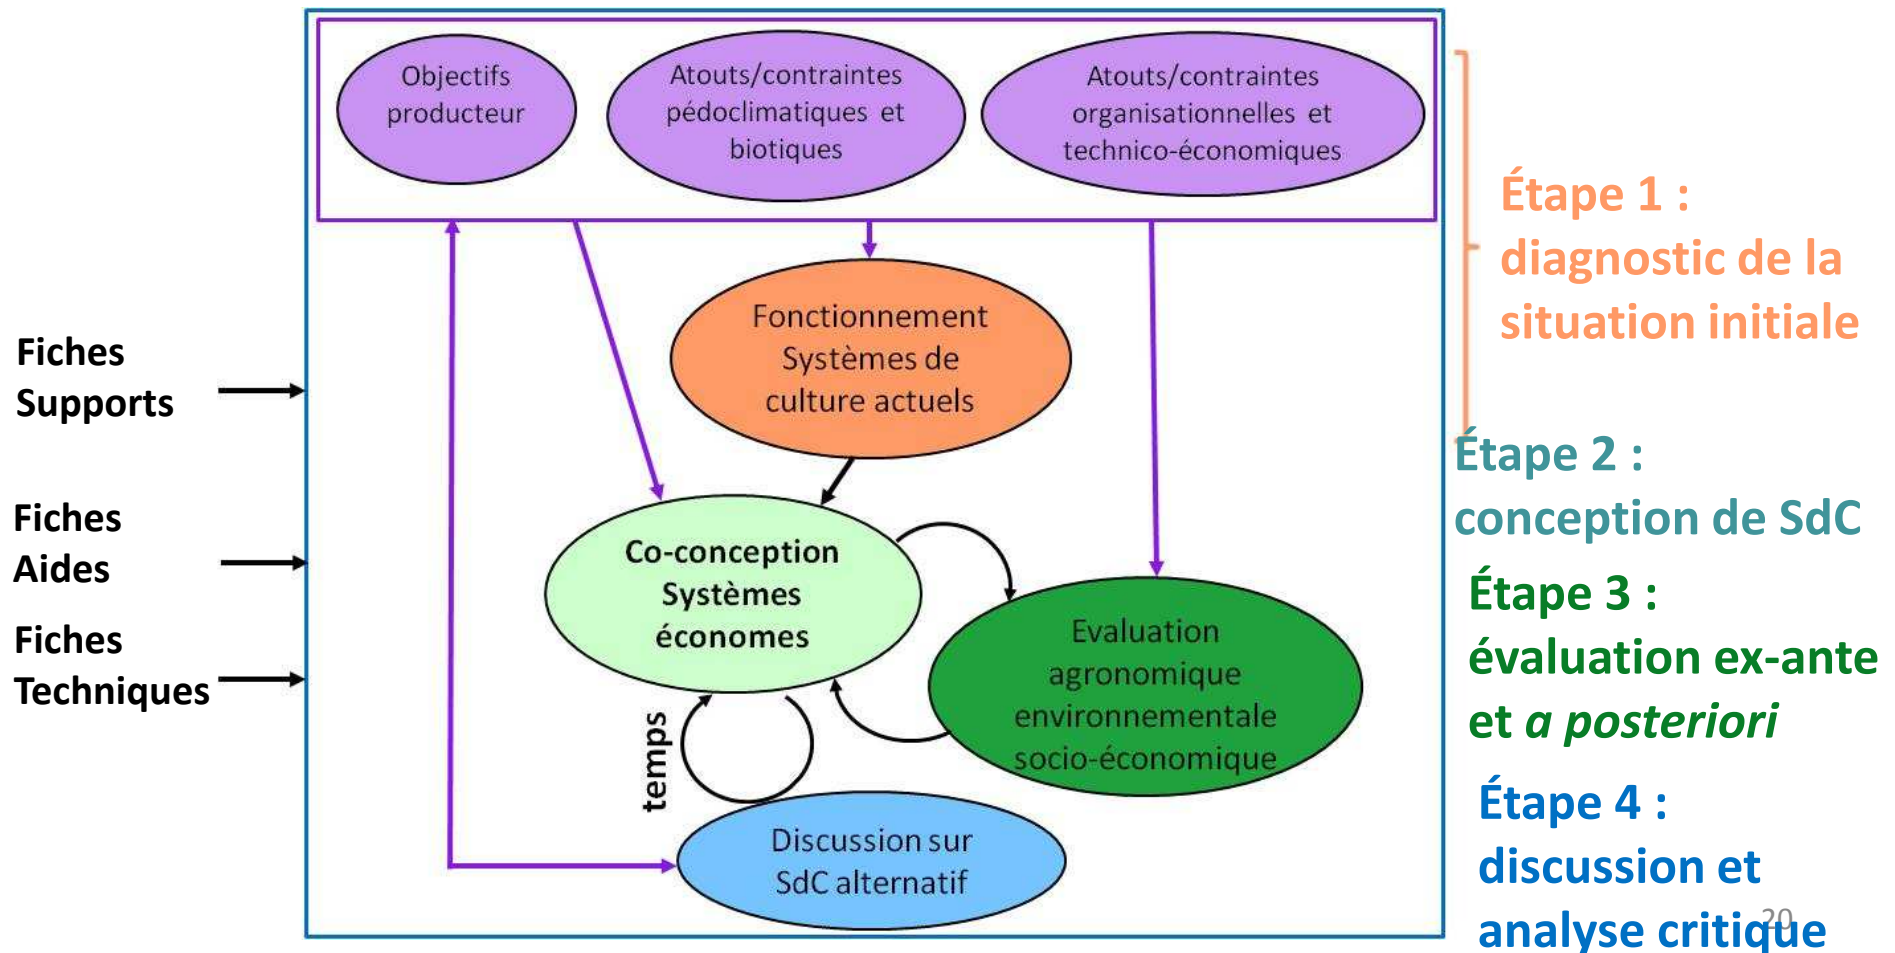 Objectifs
producteur
Atouts/contraintes
pédoclimatiques et
biotiques
Atouts/contraintes
organisationnelles et
technico-économiques
Étape 1 :
diagnostic de la
situation initiale
Fonctionnement
Systèmes de
culture actuels
Fiches
Supports
Étape 2 :
conception de SdC
Fiches
Aides
Co-conception
Systèmes
économes
Étape 3 :
évaluation ex-ante
et a posteriori
Fiches
Techniques
Evaluation
agronomique
environnementale
socio-économique
temps
Étape 4 :
discussion et
analyse critique
Discussion sur
SdC alternatif
20